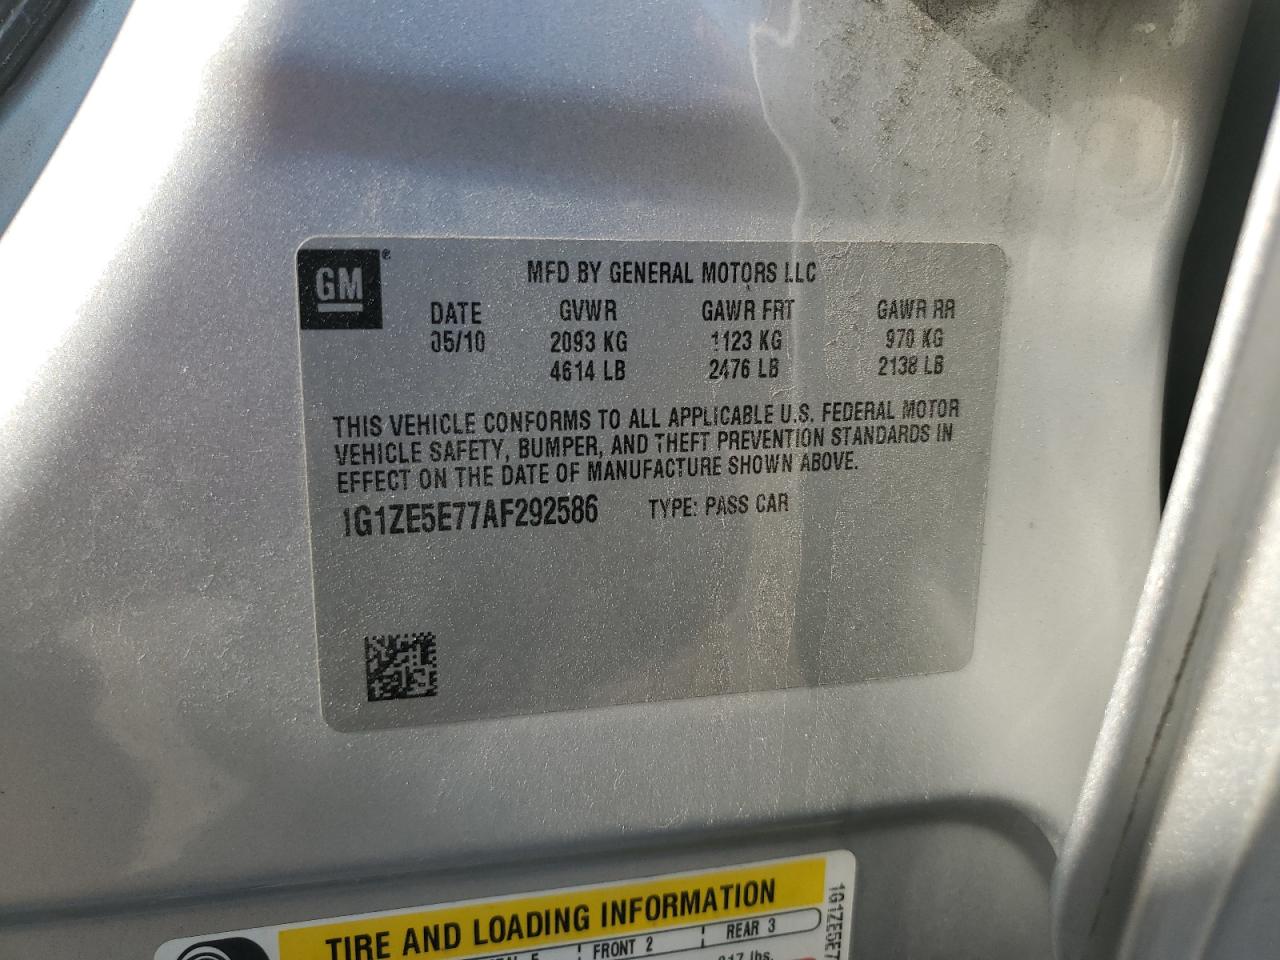 GM®
MFD BY GENERAL MOTORS LLC
DATE GVWR GAWR FRT GAWR RR
05/10 2093 KG 1123 KG 970 KG
4614 LB 2476 LB 2138 LB
THIS VEHICLE CONFORMS TO ALL APPLICABLE U.S. FEDERAL MOTOR
VEHICLE SAFETY, BUMPER, AND THEFT PREVENTION STANDARDS IN
EFFECT ON THE DATE OF MANUFACTURE SHOWN ABOVE.
1G1ZE5E77AF292586 TYPE: PASS CAR
TIRE AND LOADING INFORMATION
5 FRONT 2 REAR 3
lbs.
1G1ZE5E7